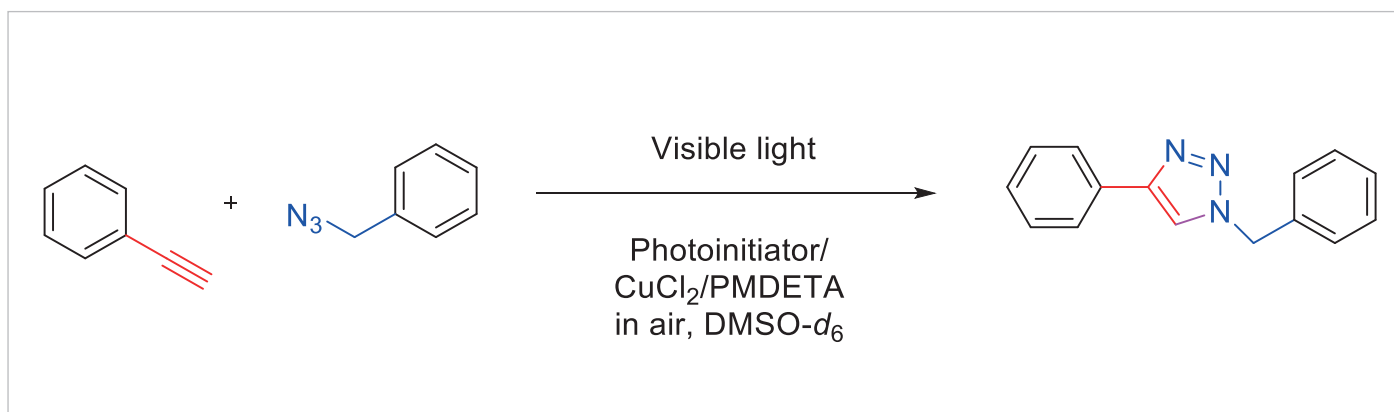 +
N₃
Visible light
Photoinitiator/
CuCl₂/PMDETA
in air, DMSO-d₆
N
N
N